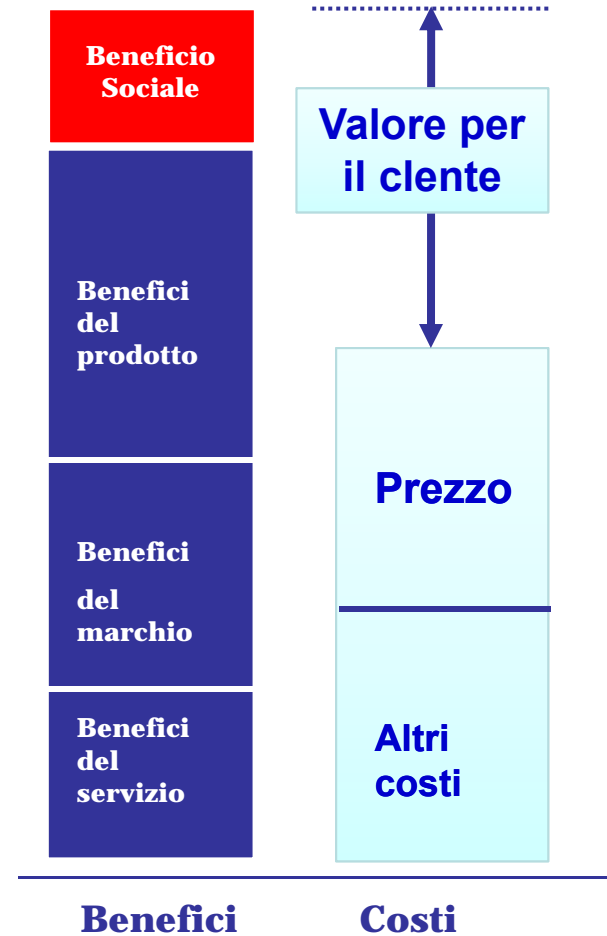 Beneficio
Sociale
Benefici
del
prodotto
Benefici
del
marchio
Benefici
del
servizio
Valore per
il clente
Prezzo
Altri
costi
Benefici
Costi